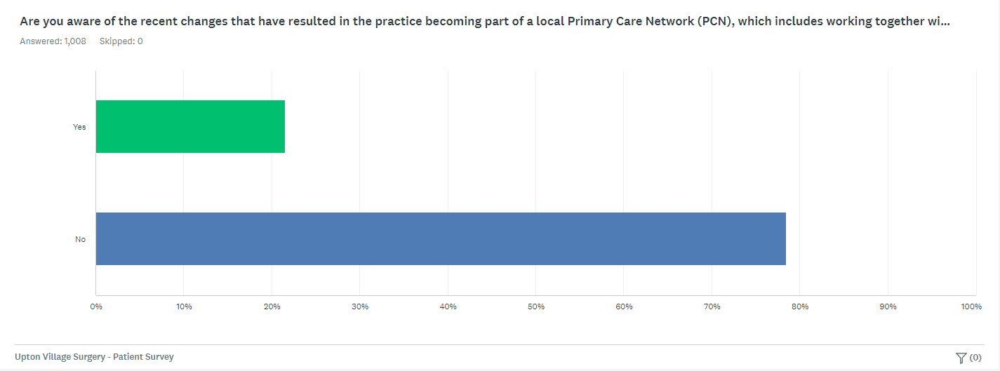 Are you aware of the recent changes that have resulted in the practice becoming part of a local Primary Care Network (PCN), which includes working together wi...
Answered: 1,008 Skipped: 0
Yes
No
0% 10% 20% 30% 40% 50% 60% 70% 80% 90% 100%
Upton Village Surgery - Patient Survey (0)